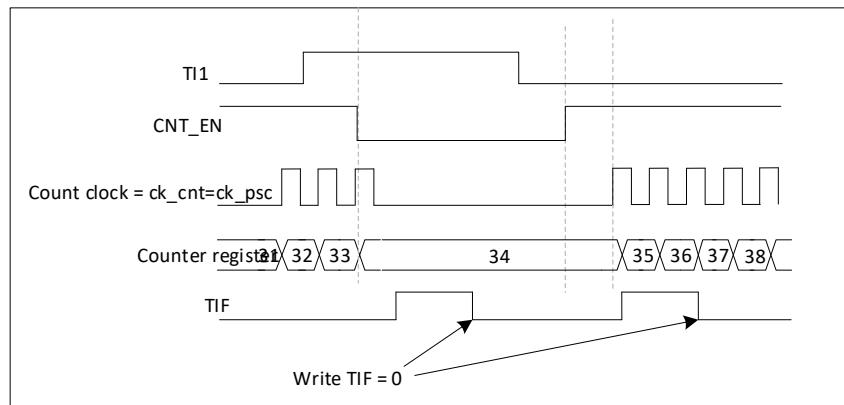 TI1
CNT_EN
Count clock = ck_cnt=ck_psc
Counter register 31 32 33 34 35 36 37 38
TIF
Write TIF = 0